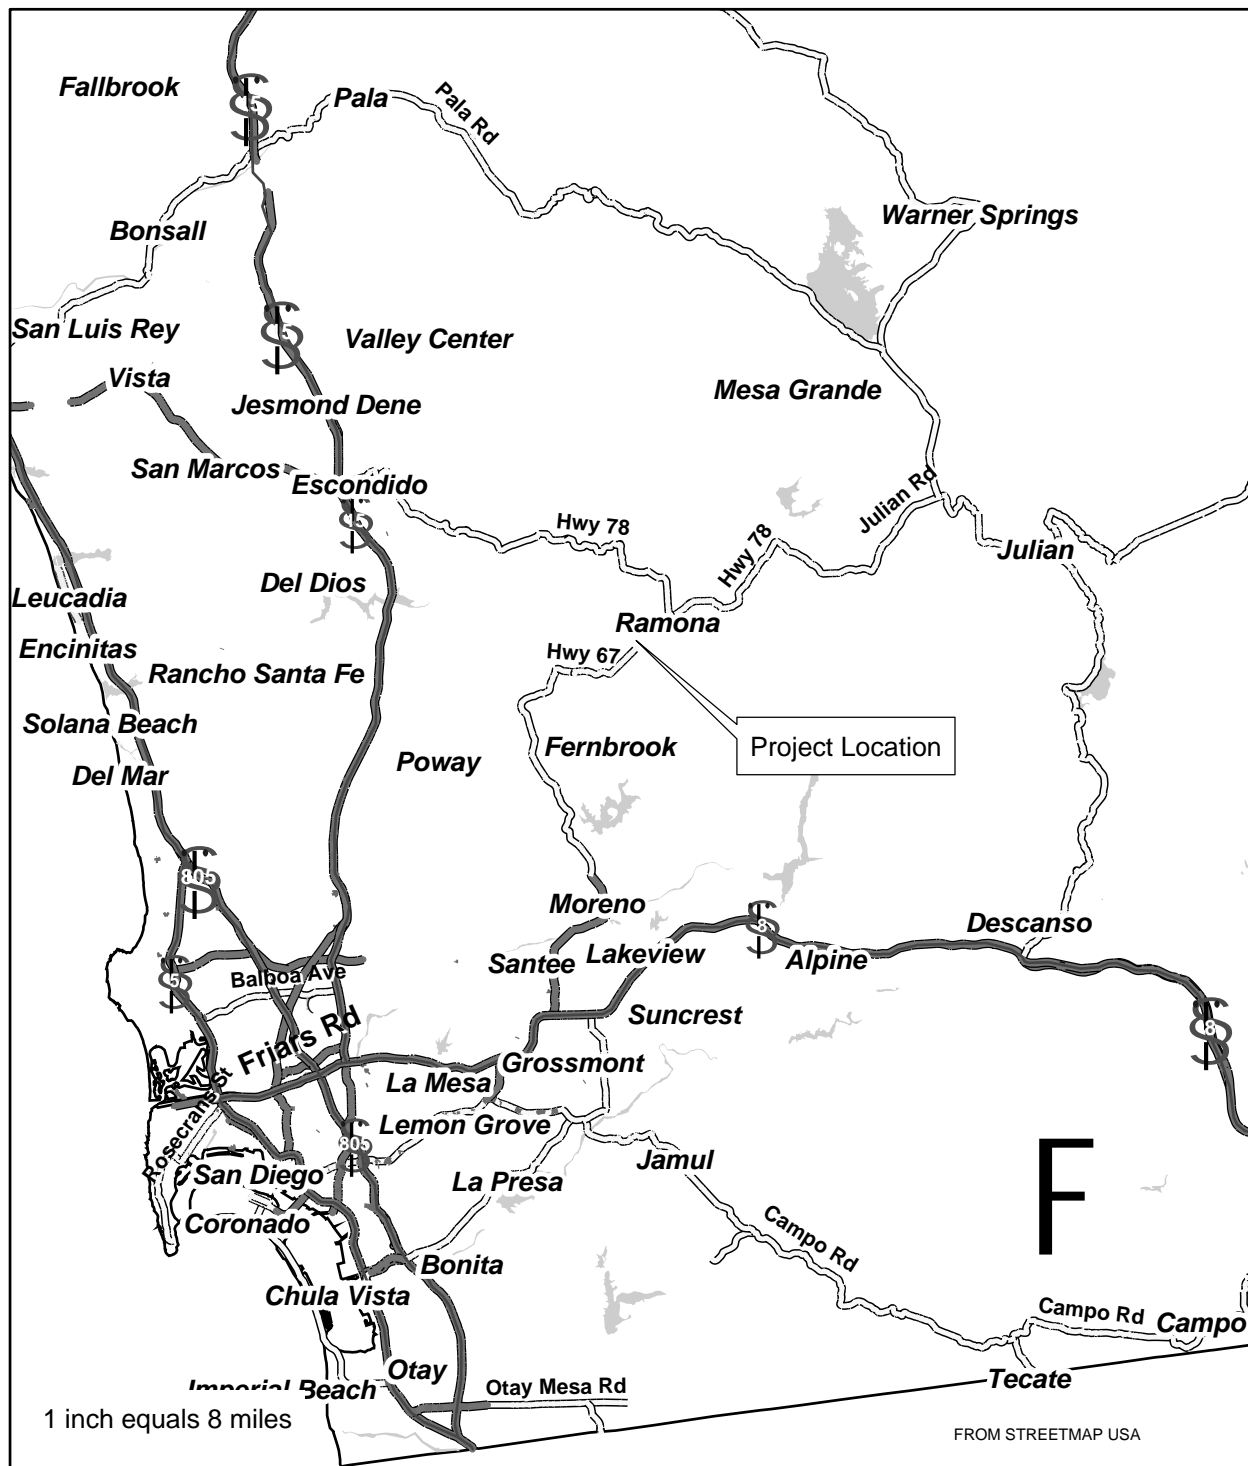 Fallbrook
15
Pala
Pala Rd
Warner Springs
Bonsall
San Luis Rey
15
Valley Center
Vista
Mesa Grande
Jesmond Dene
San Marcos
Escondido
15
Hwy 78
Hwy 78
Julian Rd
Julian
Del Dios
Leucadia
Ramona
Encinitas
Hwy 67
Rancho Santa Fe
Solana Beach
Fernbrook
Project Location
Poway
Del Mar
805
Moreno
8
Descanso
Santee
Lakeview
Alpine
5
Balboa Ave
Suncrest
8
Friars Rd
Grossmont
La Mesa
Rosecrans St
Lemon Grove
805
Jamul
San Diego
La Presa
F
Coronado
Campo Rd
Bonita
Chula Vista
Campo Rd
Campo
Otay
Tecate
Imperial Beach
Otay Mesa Rd
1 inch equals 8 miles
FROM STREETMAP USA